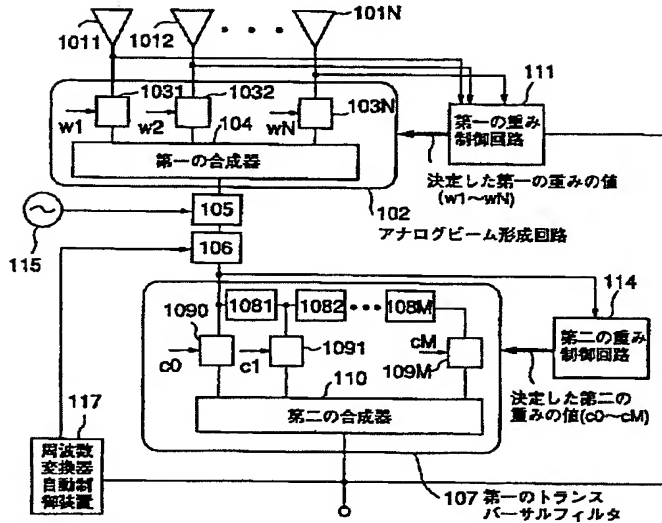 1011
1012
101N
1031
1032
103N
111
w1
w2
wN
104
第一の合成器
第一の重み
制御回路
決定した第一の重みの値
(w1~wN)
102
アナログビーム形成回路
105
115
106
1081
1082
108M
114
1090
1091
109M
c0
c1
cM
第二の重み
制御回路
110
第二の合成器
決定した第二の
重みの値(c0~cM)
117
周波数
変換器
自動制
御装置
107
第一のトランス
バーサルフィルタ